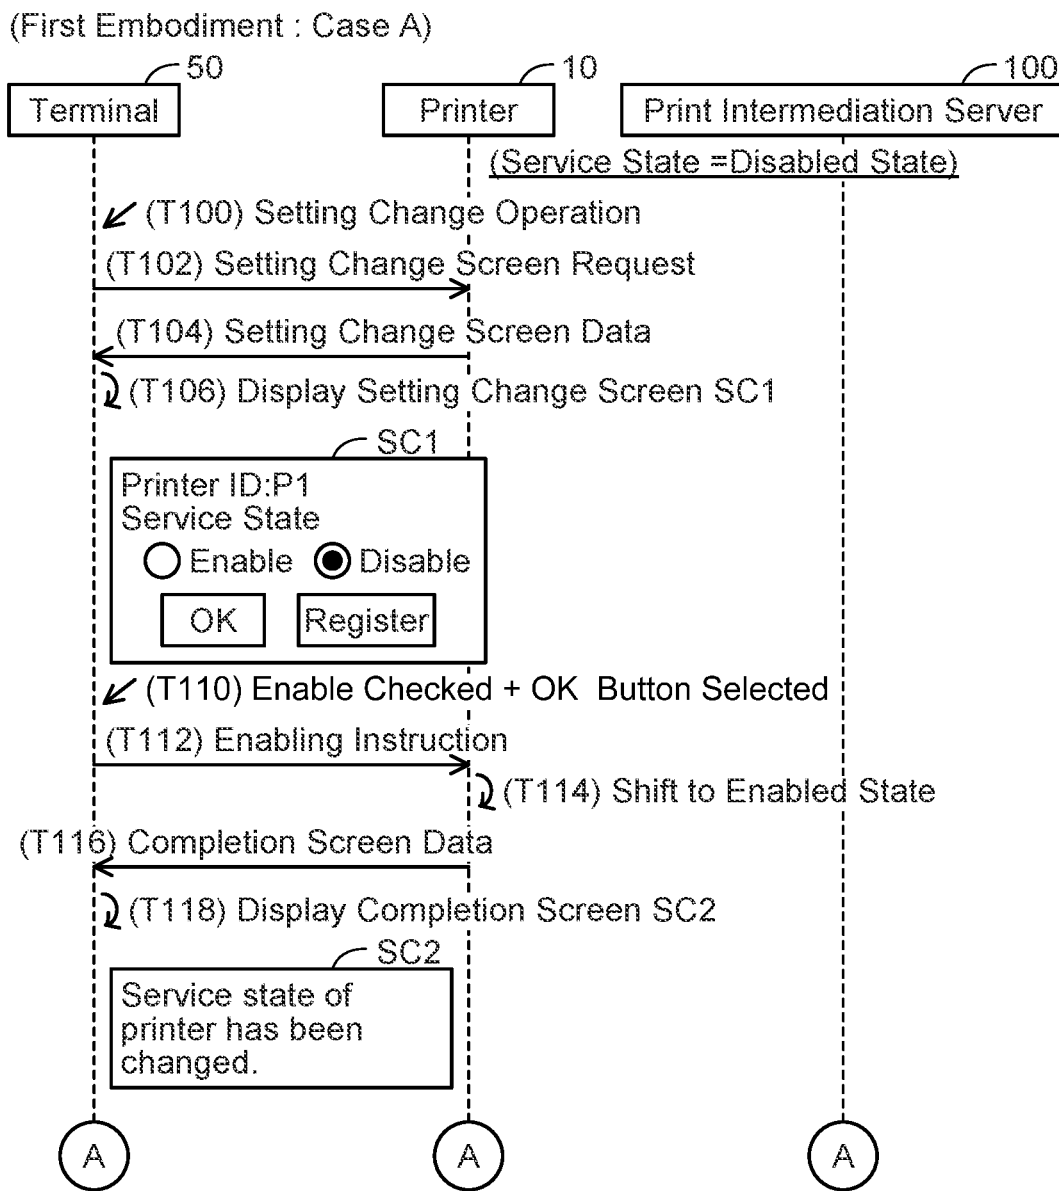 (First Embodiment : Case A)
50
10
100
Terminal
Printer
Print Intermediation Server
(Service State =Disabled State)
(T100) Setting Change Operation
(T102) Setting Change Screen Request
(T104) Setting Change Screen Data
(T106) Display Setting Change Screen SC1
SC1
Printer ID:P1
Service State
Enable Disable
OK Register
(T110) Enable Checked + OK Button Selected
(T112) Enabling Instruction
(T114) Shift to Enabled State
(T116) Completion Screen Data
(T118) Display Completion Screen SC2
SC2
Service state of
printer has been
changed.
A
A
A